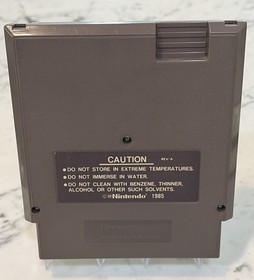 CAUTION REV-A
•DO NOT STORE IN EXTREME TEMPERATURES.
•DO NOT IMMERSE IN WATER.
•DO NOT CLEAN WITH BENZENE, THINNER,
ALCOHOL OR OTHER SUCH SOLVENTS.
©®Nintendo 1985